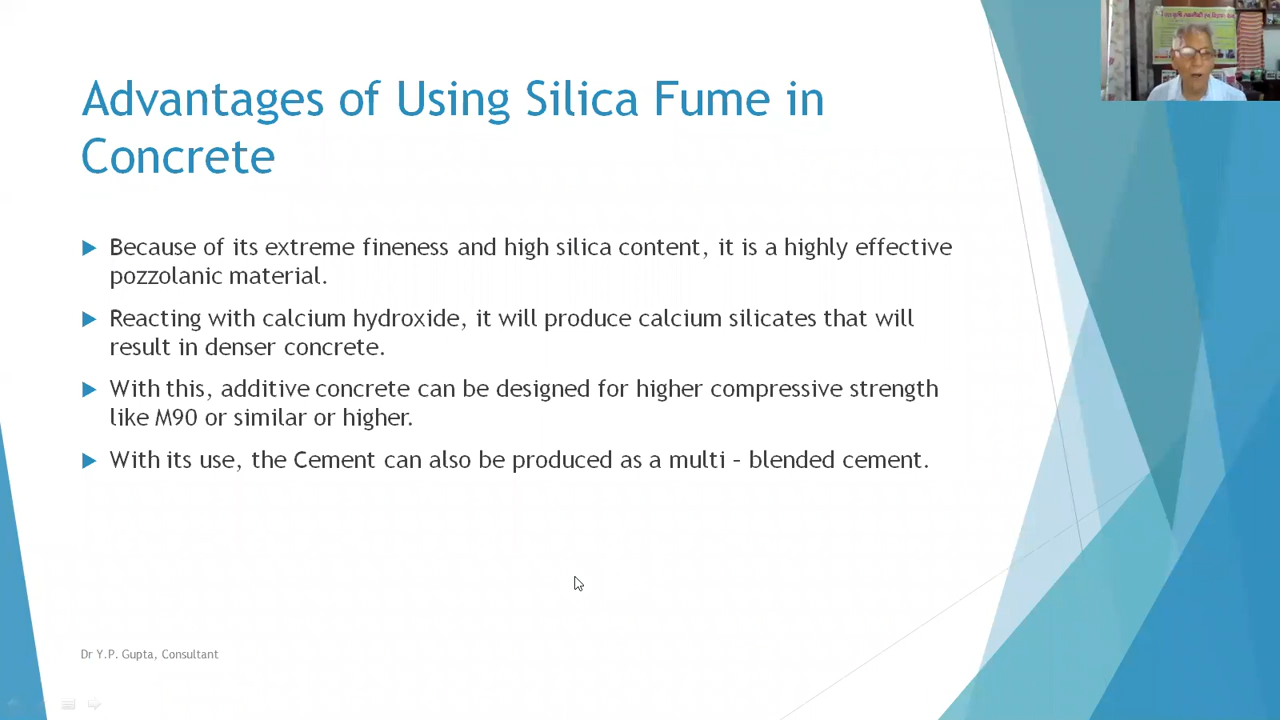 Advantages of Using Silica Fume in
Concrete
Because of its extreme fineness and high silica content, it is a highly effective
pozzolanic material.
Reacting with calcium hydroxide, it will produce calcium silicates that will
result in denser concrete.
With this, additive concrete can be designed for higher compressive strength
like M90 or similar or higher.
With its use, the Cement can also be produced as a multi – blended cement.
Dr Y.P. Gupta, Consultant